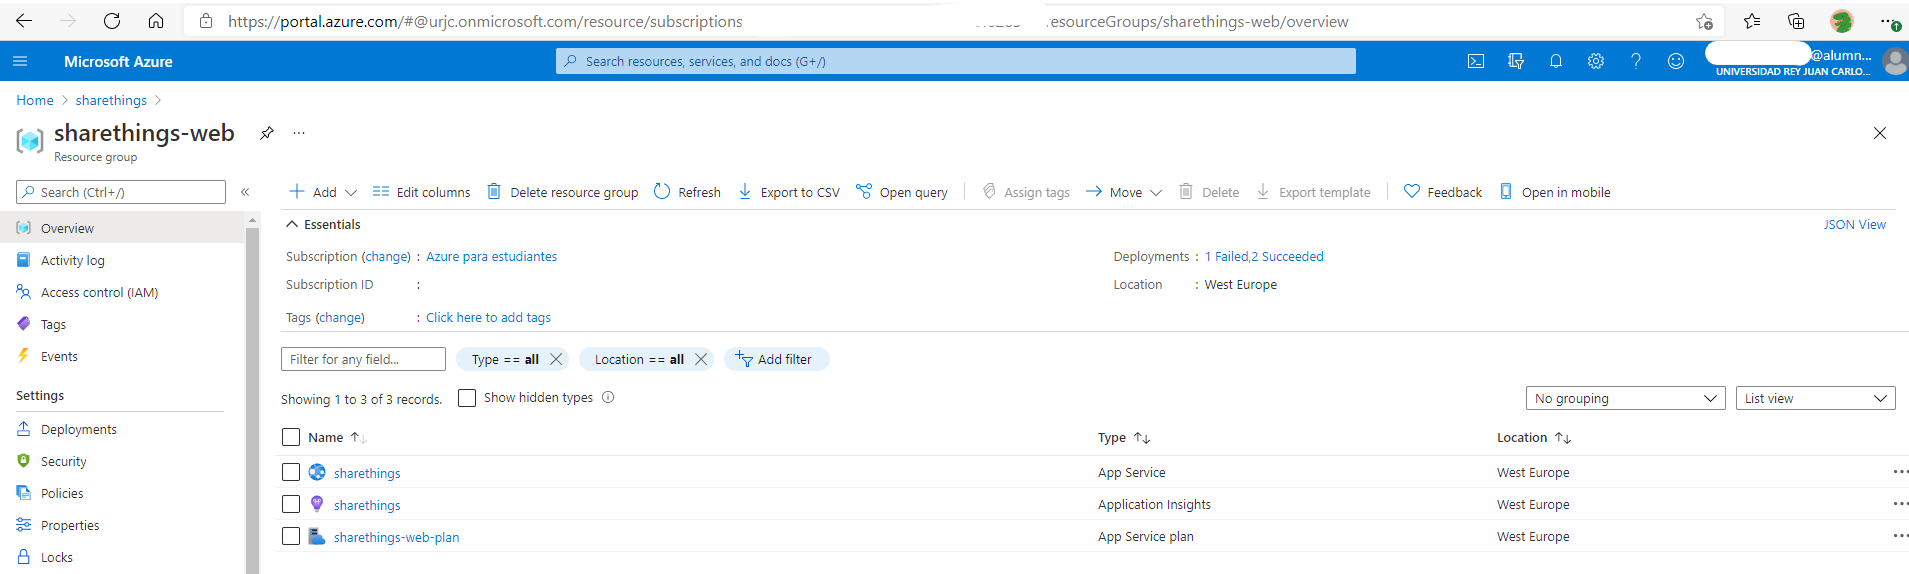 https://portal.azure.com/#@urjc.onmicrosoft.com/resource/subscriptions esourceGroups/sharethings-web/overview
Microsoft Azure
Search resources, services, and docs (G+/)
@alumn...
UNIVERSIDAD REY JUAN CARLO...
Home > sharethings >
sharethings-web
Resource group
Search (Ctrl+/)
Add
Edit columns
Delete resource group
Refresh
Export to CSV
Open query
Assign tags
Move
Delete
Export template
Feedback
Open in mobile
Overview
Activity log
Access control (IAM)
Tags
Events
Settings
Deployments
Security
Policies
Properties
Locks
Essentials
JSON View
Subscription (change) : Azure para estudiantes
Deployments : 1 Failed,2 Succeeded
Subscription ID :
Location : West Europe
Tags (change) : Click here to add tags
Filter for any field...
Type == all
Location == all
Add filter
Showing 1 to 3 of 3 records.
Show hidden types
No grouping
List view
Name Type Location
sharethings App Service West Europe
sharethings Application Insights West Europe
sharethings-web-plan App Service plan West Europe